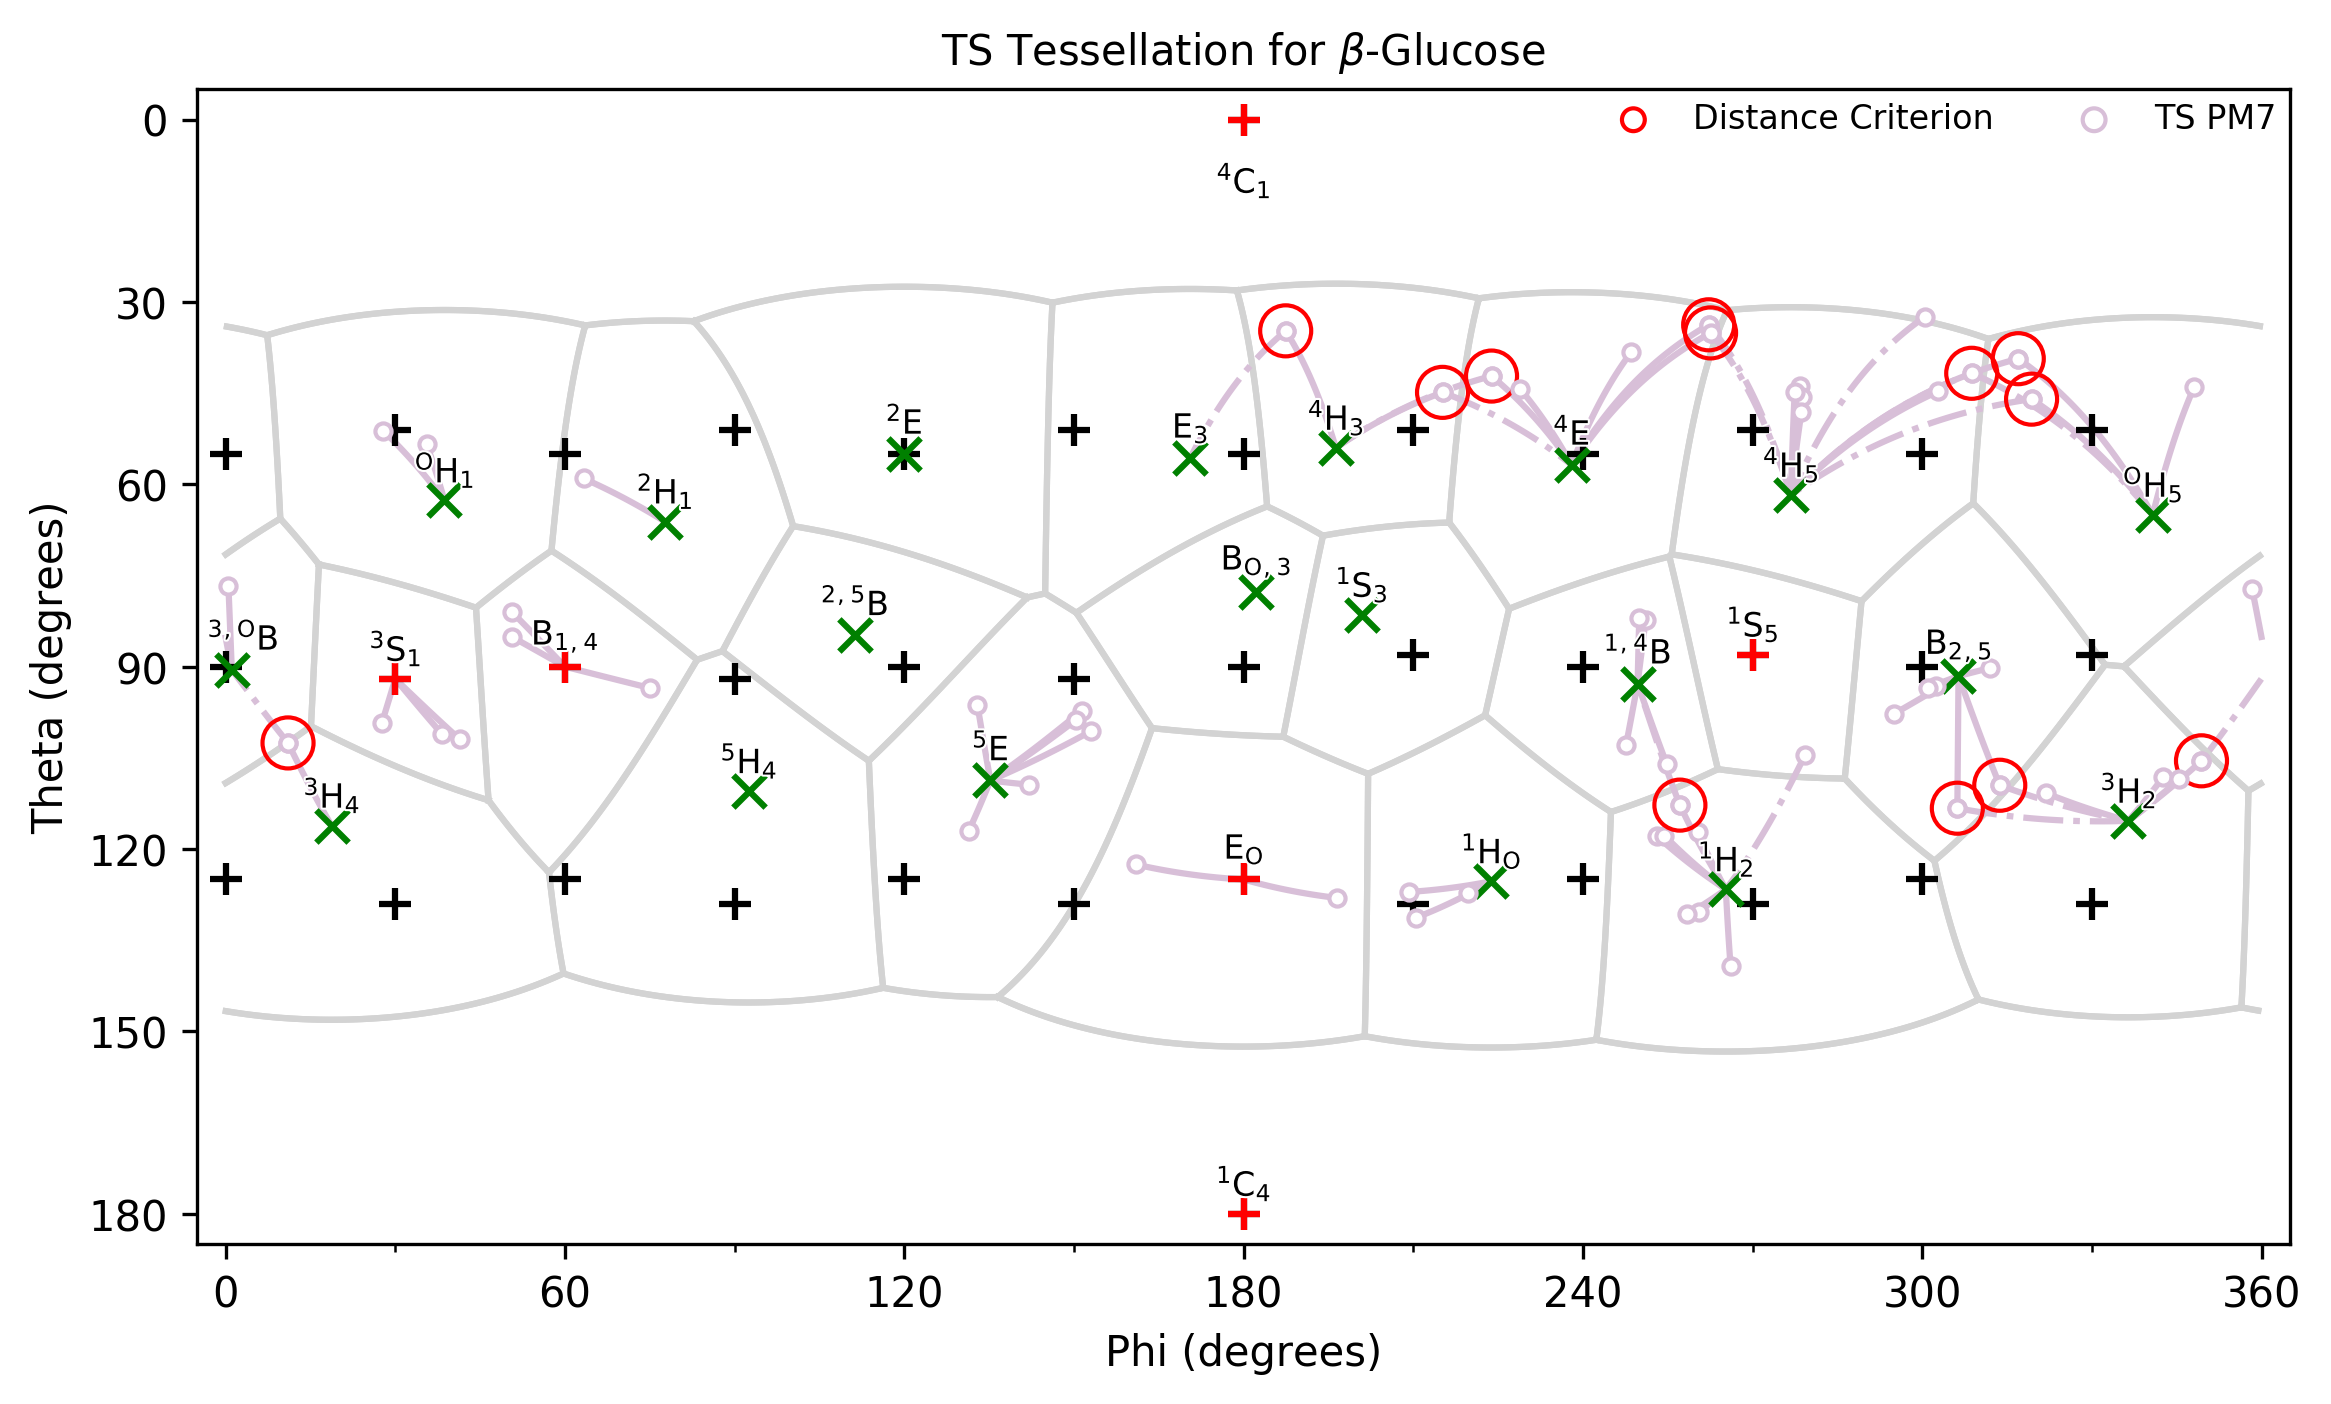 TS Tessellation for β-Glucose
Distance Criterion
TS PM7
Theta (degrees)
0
30
60
90
120
150
180
⁴C₁
²E
E₃
⁴H₃
⁴E
⁴H₅
ᴼH₅
ᴼH₁
²H₁
B_O,3
¹S₃
²,⁵B
³,ᴼB
³S₁
B₁,₄
¹,⁴B
¹S₅
B₂,₅
⁵H₄
⁵E
³H₄
³H₂
E_O
¹H_O
¹H₂
¹C₄
0
60
120
180
240
300
360
Phi (degrees)